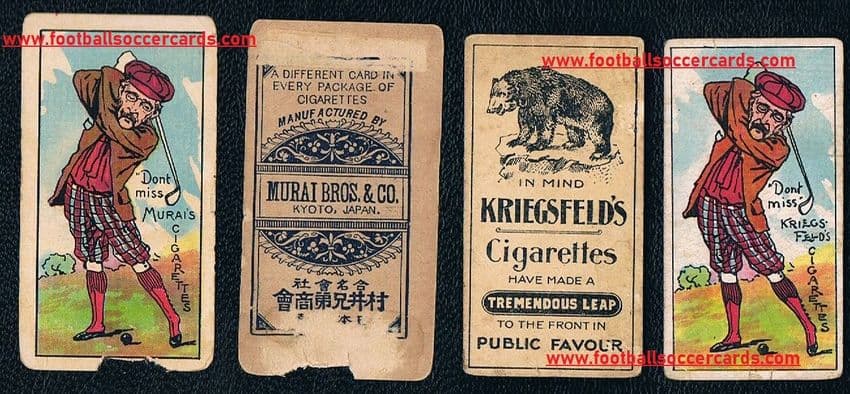 www.footballsoccercards.com
"Dont
miss
MURAI'S
CIGARETTES
A DIFFERENT CARD IN
EVERY PACKAGE OF
CIGARETTES
MANUFACTURED BY
MURAI BROS. & CO.
KYOTO, JAPAN.
社會名合
會商弟兄井村
本
IN MIND
KRIEGSFELD'S
Cigarettes
HAVE MADE A
TREMENDOUS LEAP
TO THE FRONT IN
PUBLIC FAVOUR
www.footballsoccercards.com
www.footballsoccercards.com
"Dont
miss"
KRIEGS-
FELD'S
CIGARETTES